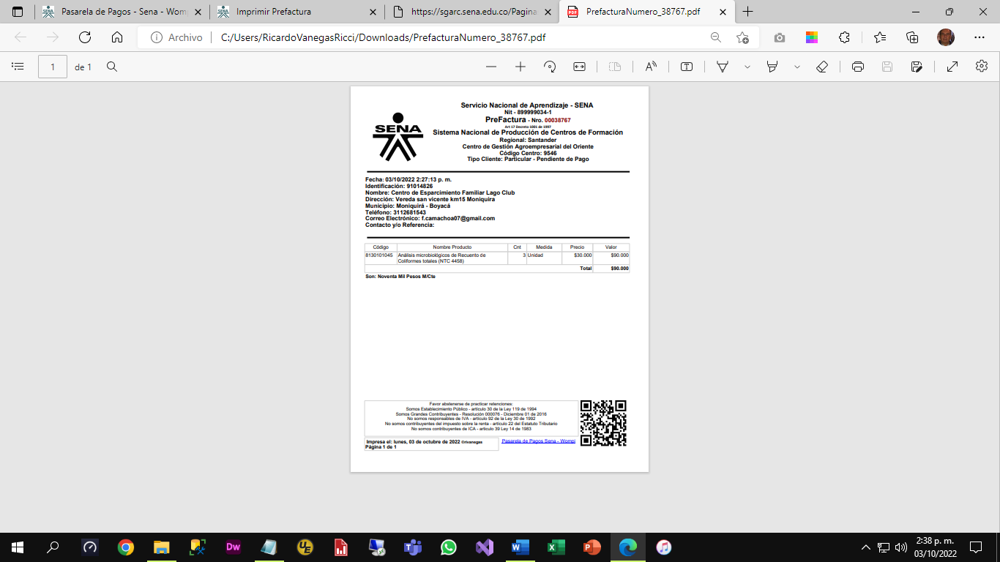 Pasarela de Pagos - Sena - Womp
Imprimir Prefactura
https://sgarc.sena.edu.co/Pagina
PrefacturaNumero_38767.pdf
Archivo
C:/Users/RicardoVanegasRicci/Downloads/PrefacturaNumero_38767.pdf
1 de 1
Servicio Nacional de Aprendizaje - SENA
Nit - 899999034-1
PreFactura - Nro. 00038767
Art 17 Decreto 1001 de 1997
Sistema Nacional de Producción de Centros de Formación
Regional: Santander
Centro de Gestión Agroempresarial del Oriente
Código Centro: 9546
Tipo Cliente: Particular - Pendiente de Pago
SENA
Fecha: 03/10/2022 2:27:13 p. m.
Identificación: 91014826
Nombre: Centro de Esparcimiento Familiar Lago Club
Dirección: Vereda san vicente km15 Moniquira
Municipio: Moniquirá - Boyacá
Teléfono: 3112681543
Correo Electrónico: f.camachoa07@gmail.com
Contacto y/o Referencia:
Código Nombre Producto Cnt Medida Precio Valor
8130101045 Análisis microbiológicos de Recuento de 3 Unidad $30.000 $90.000
Coliformes totales (NTC 4458)
Total $90.000
Son: Noventa Mil Pesos M/Cte
Favor abstenerse de practicar retenciones:
Somos Establecimiento Público - artículo 30 de la Ley 119 de 1994
Somos Grandes Contribuyentes - Resolución 000076 - Diciembre 01 de 2016
No somos responsables de IVA - artículo 92 de la Ley 30 de 1992
No somos contribuyentes del impuesto sobre la renta - artículo 22 del Estatuto Tributario
No somos contribuyentes de ICA - artículo 39 Ley 14 de 1983
Impresa el: lunes, 03 de octubre de 2022 @rivanegas
Página 1 de 1
Pasarela de Pagos Sena - Wompi
Dw
UE
2:38 p. m.
03/10/2022